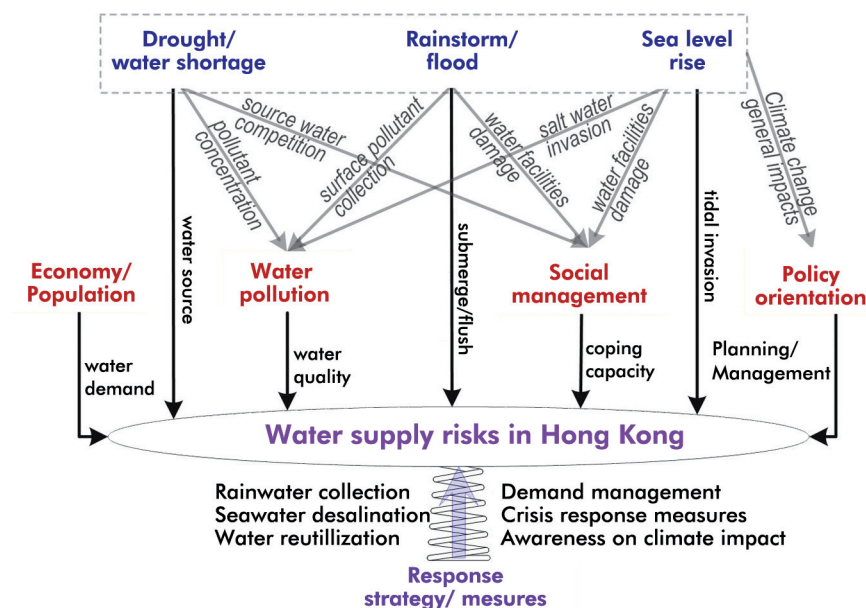 Drought/
water shortage
Rainstorm/
flood
Sea level
rise
source water
competition
pollutant
concentration
surface pollutant
collection
water facilities
damage
salt water
invasion
water facilities
damage
Climate change
general impacts
water source
submerge/flush
tidal invasion
Economy/
Population
Water
pollution
Social
management
Policy
orientation
water
demand
water
quality
coping
capacity
Planning/
Management
Water supply risks in Hong Kong
Rainwater collection
Seawater desalination
Water reutillization
Demand management
Crisis response measures
Awareness on climate impact
Response
strategy/ mesures